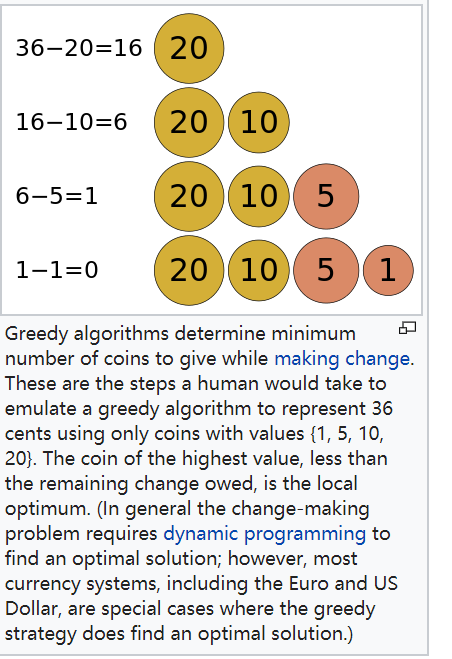 36−20=16 20
16−10=6 20 10
6−5=1 20 10 5
1−1=0 20 10 5 1
Greedy algorithms determine minimum
number of coins to give while making change.
These are the steps a human would take to
emulate a greedy algorithm to represent 36
cents using only coins with values {1, 5, 10,
20}. The coin of the highest value, less than
the remaining change owed, is the local
optimum. (In general the change-making
problem requires dynamic programming to
find an optimal solution; however, most
currency systems, including the Euro and US
Dollar, are special cases where the greedy
strategy does find an optimal solution.)